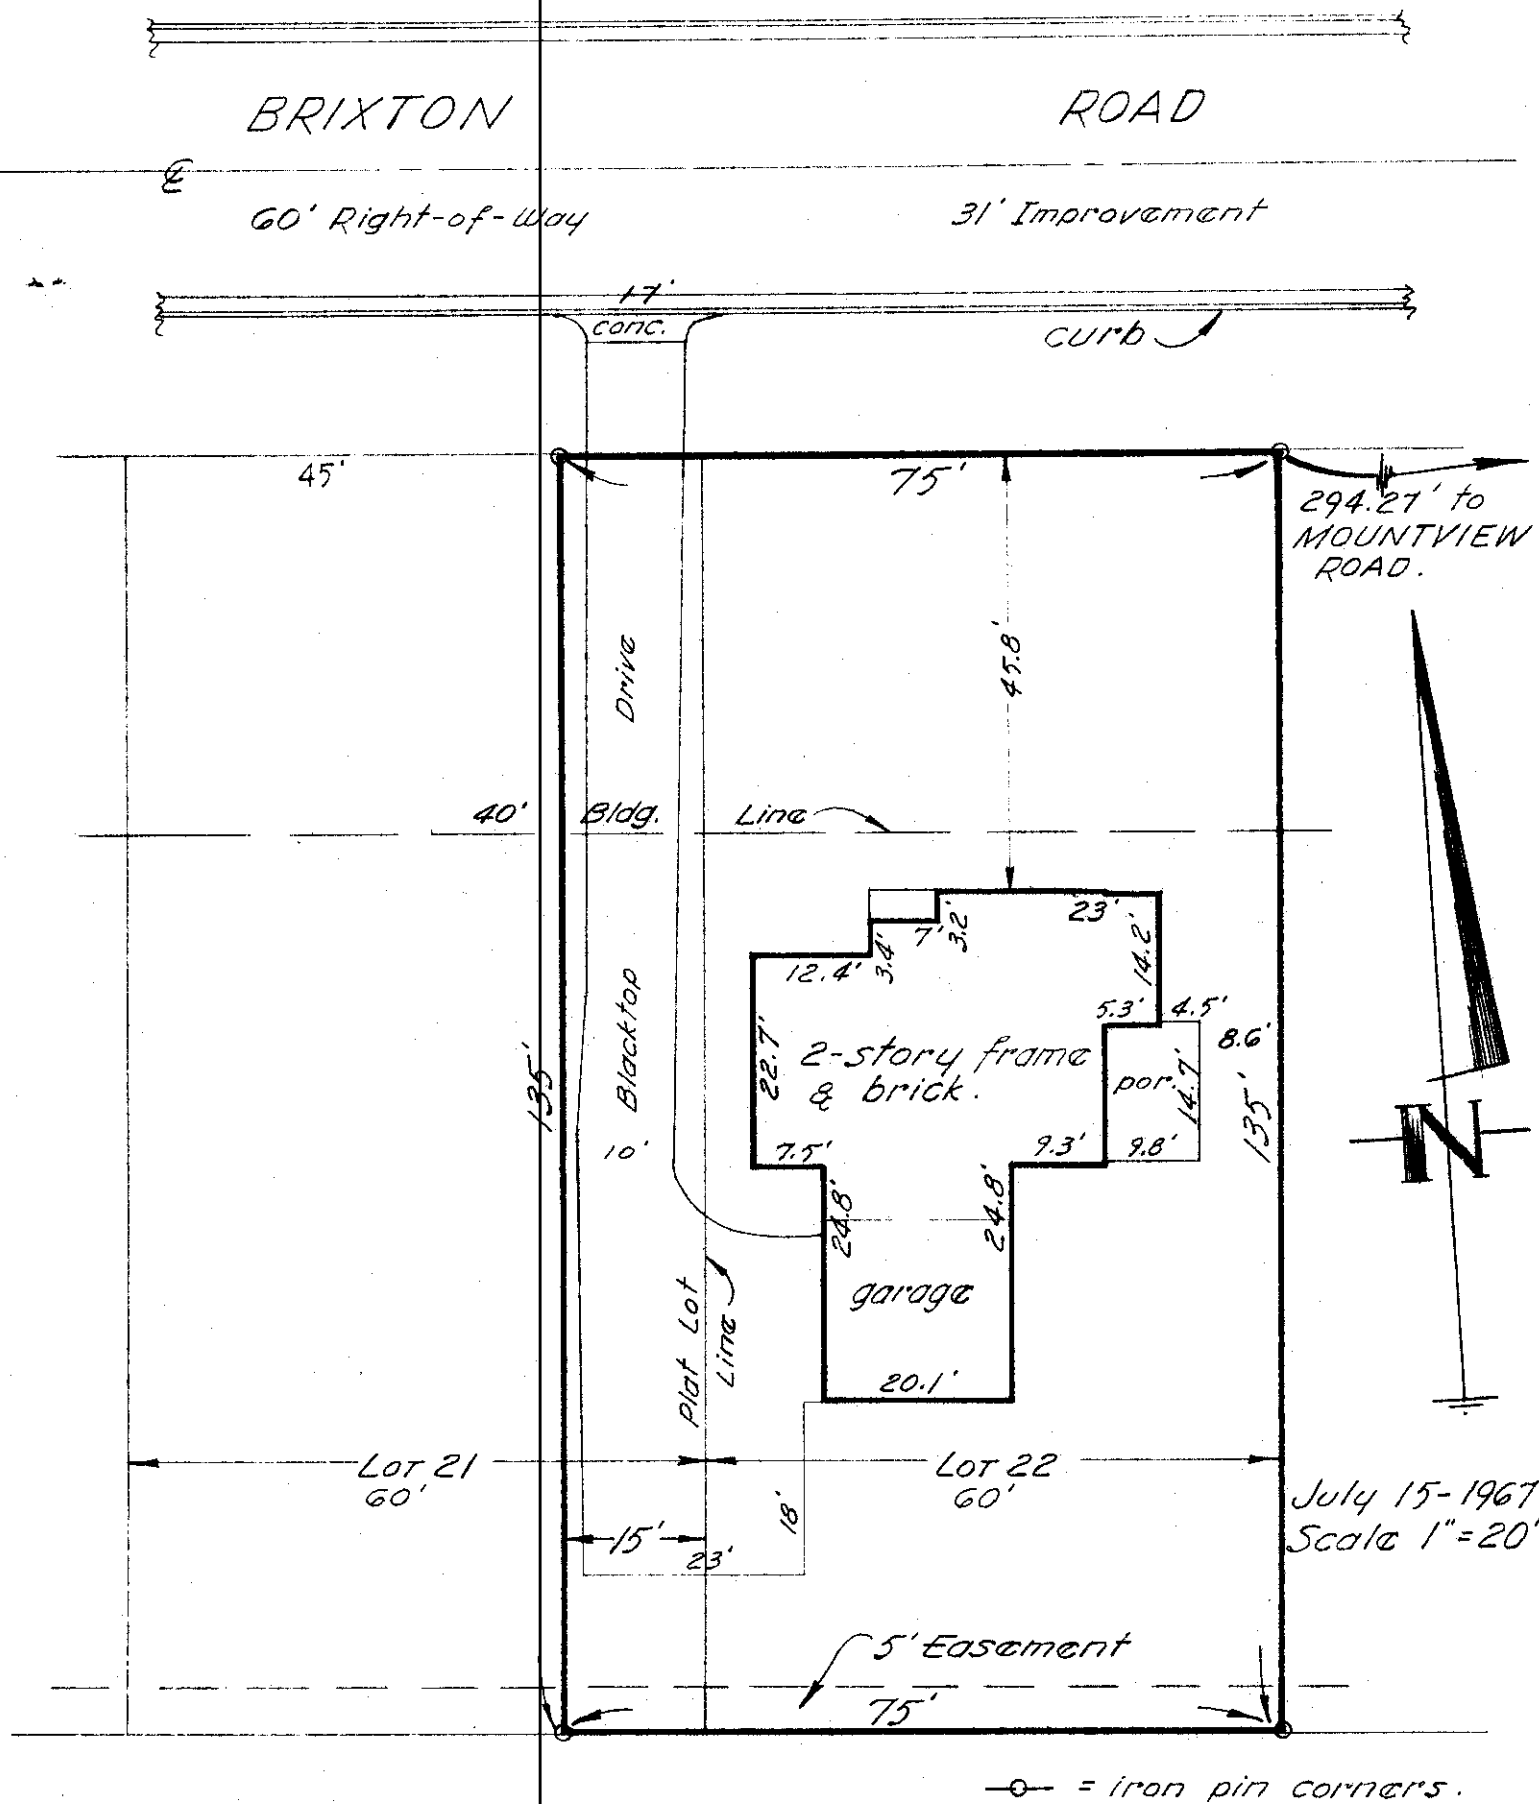 BRIXTON ROAD
℄
60' Right-of-Way 31' Improvement
17'
conc.
curb
45'
75'
294.27' to
MOUNTVIEW
ROAD.
45.8'
Drive
40' Bldg. Line
23'
7'
3.2'
3.4'
12.4'
14.2'
5.3' 4.5'
8.6'
22.7'
2-story frame
& brick.
por.
14.7'
135'
135'
Blacktop
10'
7.5'
9.3' 9.8'
24.8'
24.8'
N
garage
Plat Lot
Line
20.1'
Lot 21
60'
Lot 22
60'
July 15-1967
Scale 1"=20'
18'
15'
23'
5' Easement
75'
= iron pin corners.